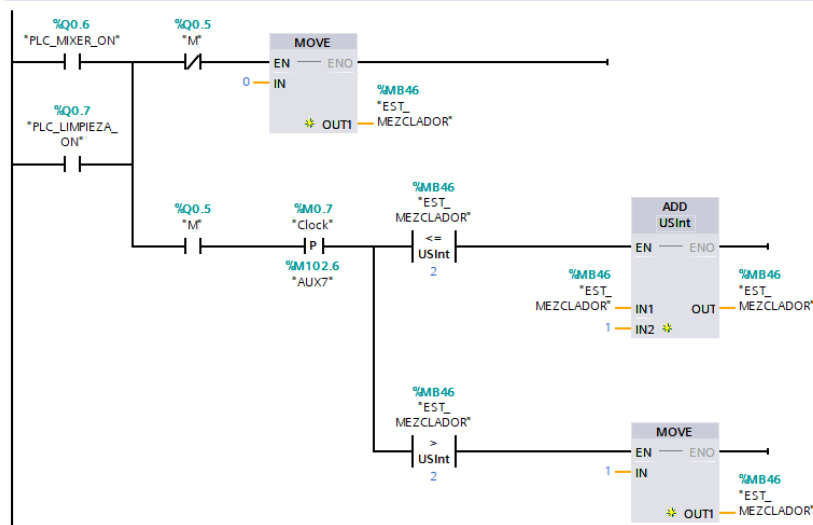 %Q0.6
"PLC_MIXER_ON"
%Q0.5
"M"
MOVE
EN
ENO
0
IN
%MB46
"EST_
MEZCLADOR"
OUT1
%Q0.7
"PLC_LIMPIEZA_
ON"
%Q0.5
"M"
%M0.7
"Clock"
P
%M102.6
"AUX7"
%MB46
"EST_
MEZCLADOR"
<=
USInt
2
ADD
USInt
EN
ENO
%MB46
"EST_
MEZCLADOR"
IN1
1
IN2
OUT
%MB46
"EST_
MEZCLADOR"
%MB46
"EST_
MEZCLADOR"
>
USInt
2
MOVE
EN
ENO
1
IN
OUT1
%MB46
"EST_
MEZCLADOR"